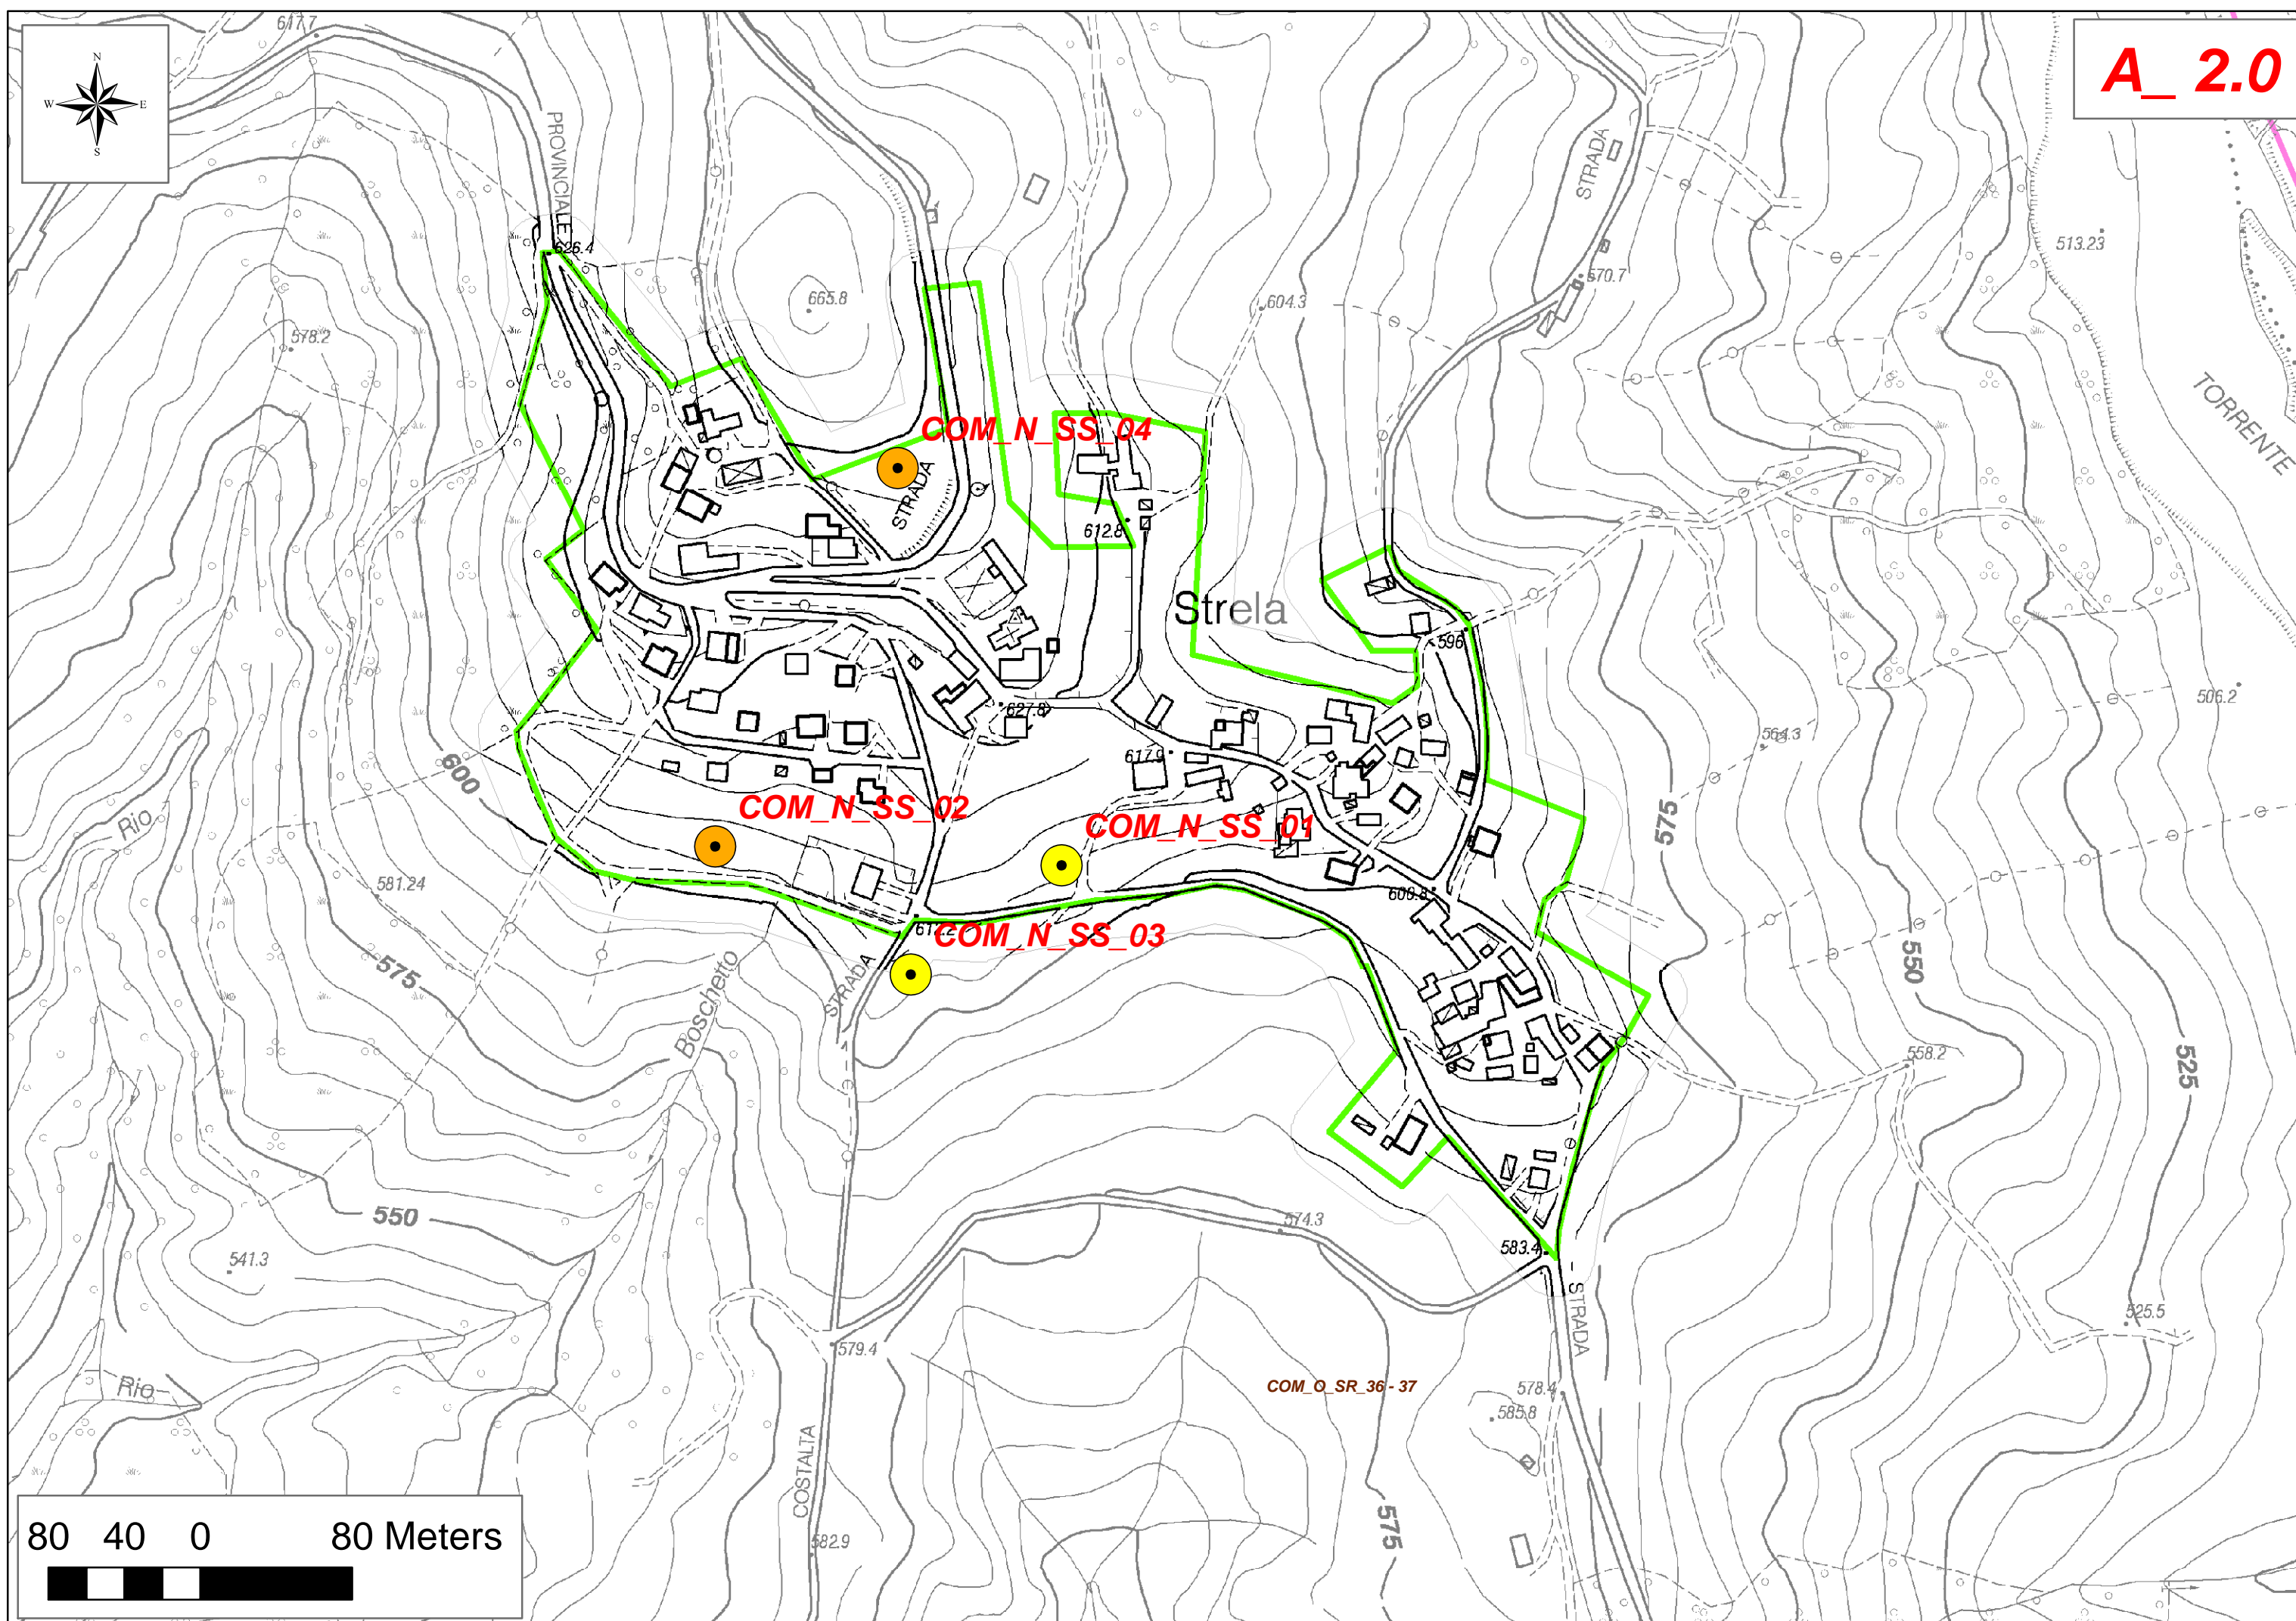 617.7
N
W
E
S
A_ 2.0
PROVINCIALE
STRADA
626.4
513.23
570.7
665.8
604.3
578.2
TORRENTE
COM_N_SS_04
STRADA
612.8
Strela
596
506.2
627.8
564.3
617.9
600
COM_N_SS_02
COM_N_SS_01
575
Rio
581.24
600.8
612.2
COM_N_SS_03
550
575
STRADA
Boschetto
558.2
525
550
574.3
541.3
583.4
STRADA
525.5
579.4
Rio
COM_O_SR_36 - 37
578.4
585.8
COSTALTA
575
582.9
80 40 0 80 Meters